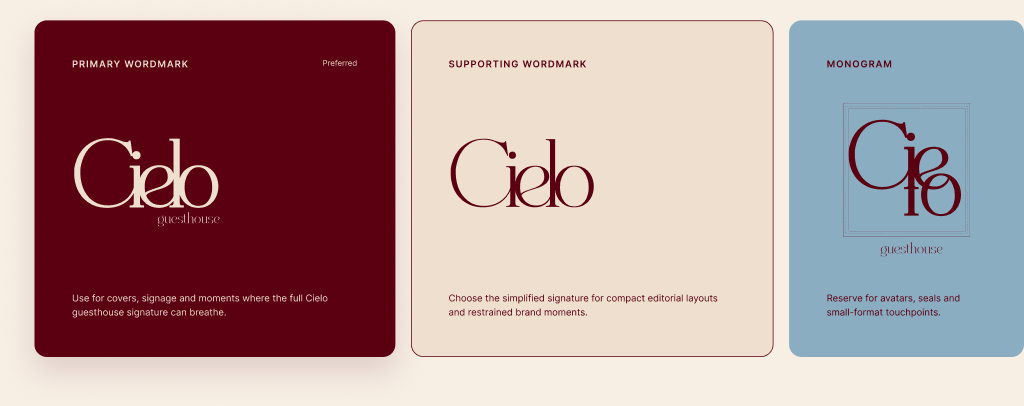 PRIMARY WORDMARK
Preferred
Cielo
guesthouse
Use for covers, signage and moments where the full Cielo
guesthouse signature can breathe.
SUPPORTING WORDMARK
Cielo
Choose the simplified signature for compact editorial layouts
and restrained brand moments.
MONOGRAM
Cie
lo
guesthouse
Reserve for avatars, seals and
small-format touchpoints.